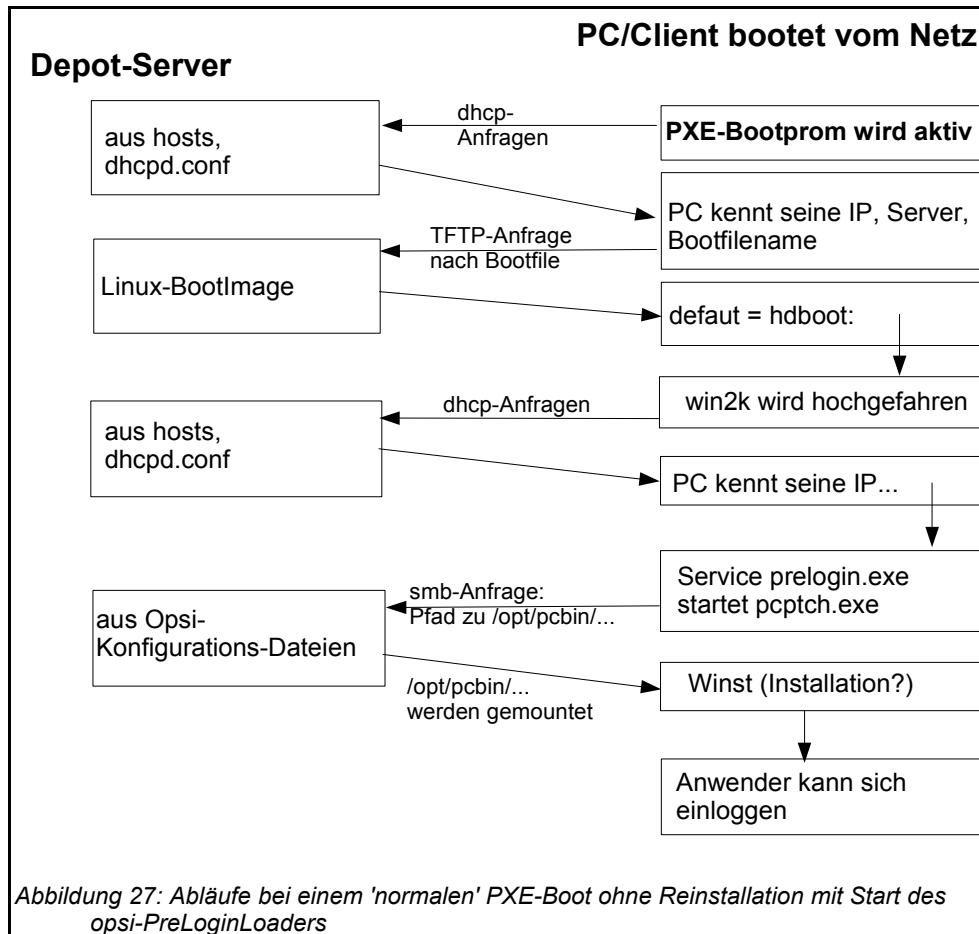 PC/Client bootet vom Netz
Depot-Server
dhcp-
Anfragen
aus hosts,
dhcpd.conf
PXE-Bootprom wird aktiv
PC kennt seine IP, Server,
Bootfilename
TFTP-Anfrage
nach Bootfile
Linux-BootImage
defaut = hdboot:
win2k wird hochgefahren
dhcp-Anfragen
aus hosts,
dhcpd.conf
PC kennt seine IP...
Service prelogin.exe
startet pcptch.exe
smb-Anfrage:
Pfad zu /opt/pcbin/...
aus Opsi-
Konfigurations-Dateien
/opt/pcbin/...
werden gemountet
Winst (Installation?)
Anwender kann sich
einloggen
Abbildung 27: Abläufe bei einem 'normalen' PXE-Boot ohne Reinstallation mit Start des
opsi-PreLoginLoaders